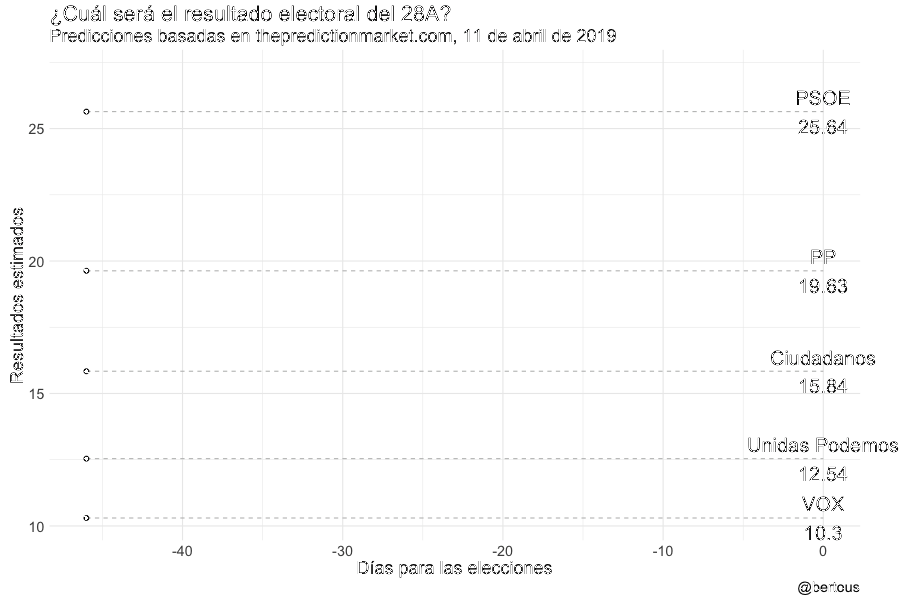 ¿Cuál será el resultado electoral del 28A?
Predicciones basadas en thepredictionmarket.com, 11 de abril de 2019
PSOE
25.64
25
PP
20
19.63
Resultados estimados
Ciudadanos
15.84
15
Unidas Podemos
12.54
VOX
10.3
10
-40 -30 -20 -10 0
Días para las elecciones
@bertous